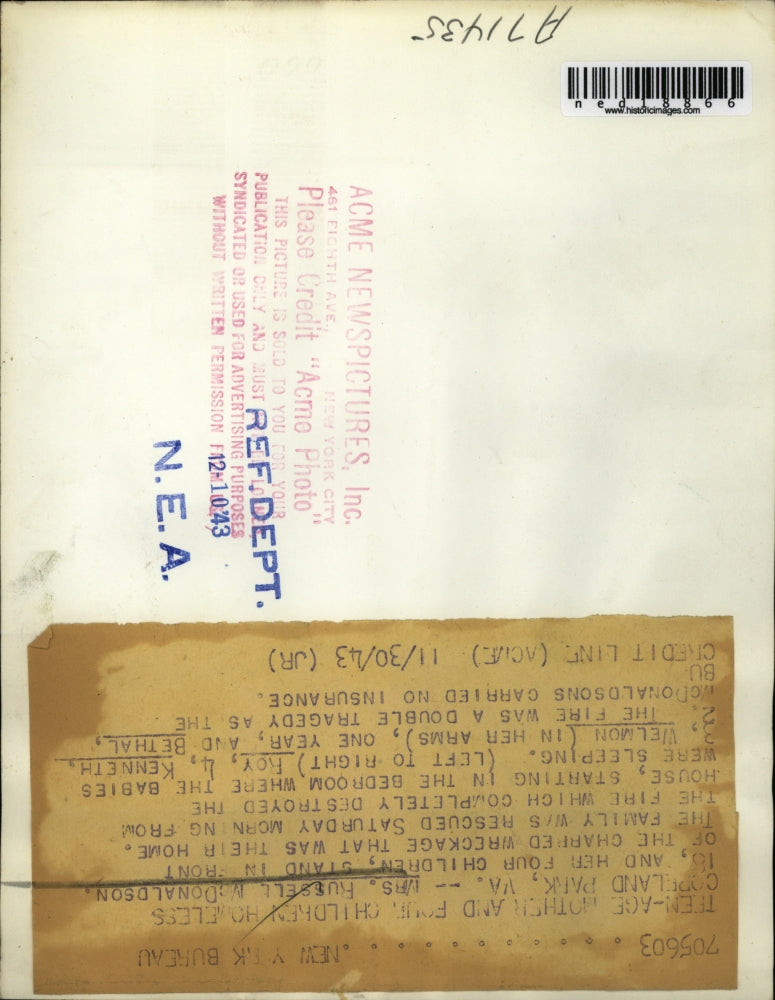 A71435
ned18866
www.historicimages.com
ACME NEWSPICTURES, Inc.
461 EIGHTH AVE., NEW YORK CITY
Please Credit "Acme Photo"
THIS PICTURE IS SOLD TO YOU FOR YOUR
PUBLICATION ONLY AND MUST
SYNDICATED OR USED FOR ADVERTISING PURPOSES
WITHOUT WRITTEN PERMISSION
REF. DEPT.
12-10-43
N.E.A.
705603 . . . . . . . . . . . . NEW YORK BUREAU
TEEN-AGE MOTHER AND FOUR CHILDREN HOMELESS
COPELAND PARK, VA. -- MRS. RUSSELL McDONALDSON,
AND HER FOUR CHILDREN, STAND IN FRONT
OF THE CHARRED WRECKAGE THAT WAS THEIR HOME.
THE FAMILY WAS RESCUED SATURDAY MORNING FROM
THE FIRE WHICH COMPLETELY DESTROYED THE
HOUSE, STARTING IN THE BEDROOM WHERE THE BABIES
WERE SLEEPING. (LEFT TO RIGHT) ROY, 4, KENNETH,
3, WELMON (IN HER ARMS), ONE YEAR, AND BETHAL,
2. THE FIRE WAS A DOUBLE TRAGEDY AS THE
McDONALDSONS CARRIED NO INSURANCE.
BU
CREDIT LINE (ACME) 11/30/43 (JR)